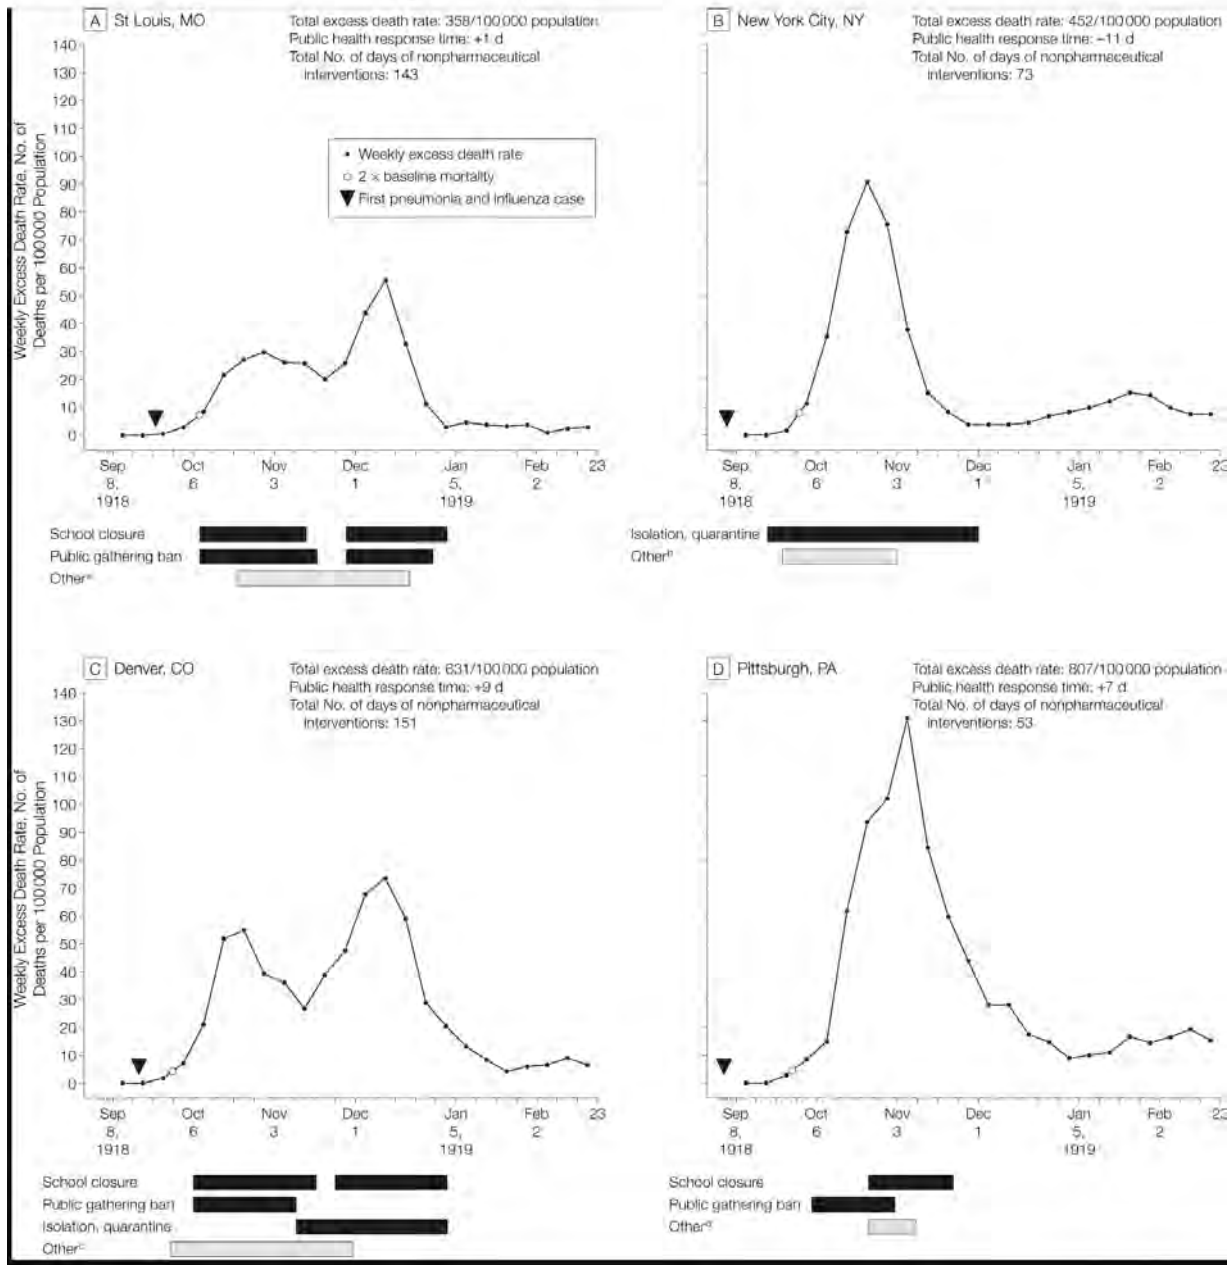 A St Louis, MO
Total excess death rate: 358/100 000 population
Public health response time: +1 d
Total No. of days of nonpharmaceutical
interventions: 143
Weekly Excess Death Rate, No. of
Deaths per 100 000 Population
140
130
120
110
100
90
80
70
60
50
40
30
20
10
0
• Weekly excess death rate
○ 2 × baseline mortality
▼ First pneumonia and influenza case
Sep Oct Nov Dec Jan Feb 23
8, 6 3 1 5, 2
1918 1919
School closure
Public gathering ban
Otherᵃ
B New York City, NY
Total excess death rate: 452/100 000 population
Public health response time: –11 d
Total No. of days of nonpharmaceutical
interventions: 73
Sep Oct Nov Dec Jan Feb 23
8, 6 3 1 5, 2
1918 1919
Isolation, quarantine
Otherᵇ
C Denver, CO
Total excess death rate: 631/100 000 population
Public health response time: +9 d
Total No. of days of nonpharmaceutical
interventions: 151
Weekly Excess Death Rate, No. of
Deaths per 100 000 Population
140
130
120
110
100
90
80
70
60
50
40
30
20
10
0
Sep Oct Nov Dec Jan Feb 23
8, 6 3 1 5, 2
1918 1919
School closure
Public gathering ban
Isolation, quarantine
Otherᶜ
D Pittsburgh, PA
Total excess death rate: 807/100 000 population
Public health response time: +7 d
Total No. of days of nonpharmaceutical
interventions: 53
Sep Oct Nov Dec Jan Feb 23
8, 6 3 1 5, 2
1918 1919
School closure
Public gathering ban
Otherᵈ